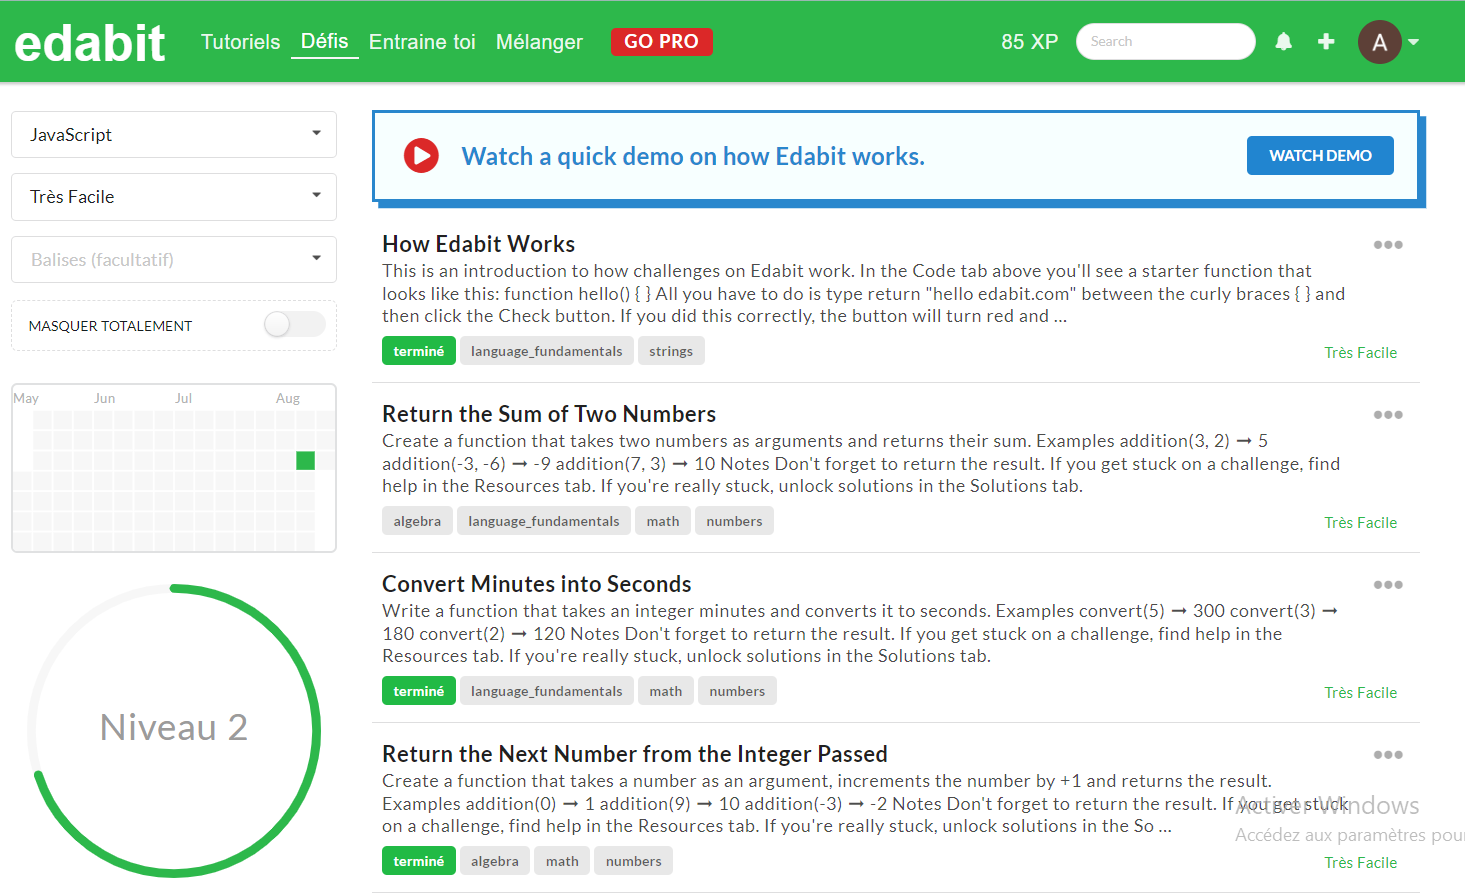 edabit Tutoriels Défis Entraine toi Mélanger GO PRO 85 XP Search A
JavaScript
Très Facile
Balises (facultatif)
MASQUER TOTALEMENT
May Jun Jul Aug
Niveau 2
Watch a quick demo on how Edabit works. WATCH DEMO
How Edabit Works
This is an introduction to how challenges on Edabit work. In the Code tab above you'll see a starter function that
looks like this: function hello() { } All you have to do is type return "hello edabit.com" between the curly braces { } and
then click the Check button. If you did this correctly, the button will turn red and ...
terminé language_fundamentals strings Très Facile
Return the Sum of Two Numbers
Create a function that takes two numbers as arguments and returns their sum. Examples addition(3, 2) ➞ 5
addition(-3, -6) ➞ -9 addition(7, 3) ➞ 10 Notes Don't forget to return the result. If you get stuck on a challenge, find
help in the Resources tab. If you're really stuck, unlock solutions in the Solutions tab.
algebra language_fundamentals math numbers Très Facile
Convert Minutes into Seconds
Write a function that takes an integer minutes and converts it to seconds. Examples convert(5) ➞ 300 convert(3) ➞
180 convert(2) ➞ 120 Notes Don't forget to return the result. If you get stuck on a challenge, find help in the
Resources tab. If you're really stuck, unlock solutions in the Solutions tab.
terminé language_fundamentals math numbers Très Facile
Return the Next Number from the Integer Passed
Create a function that takes a number as an argument, increments the number by +1 and returns the result.
Examples addition(0) ➞ 1 addition(9) ➞ 10 addition(-3) ➞ -2 Notes Don't forget to return the result. If you get stuck
on a challenge, find help in the Resources tab. If you're really stuck, unlock solutions in the So ...
terminé algebra math numbers Très Facile
Activer Windows
Accédez aux paramètres pour